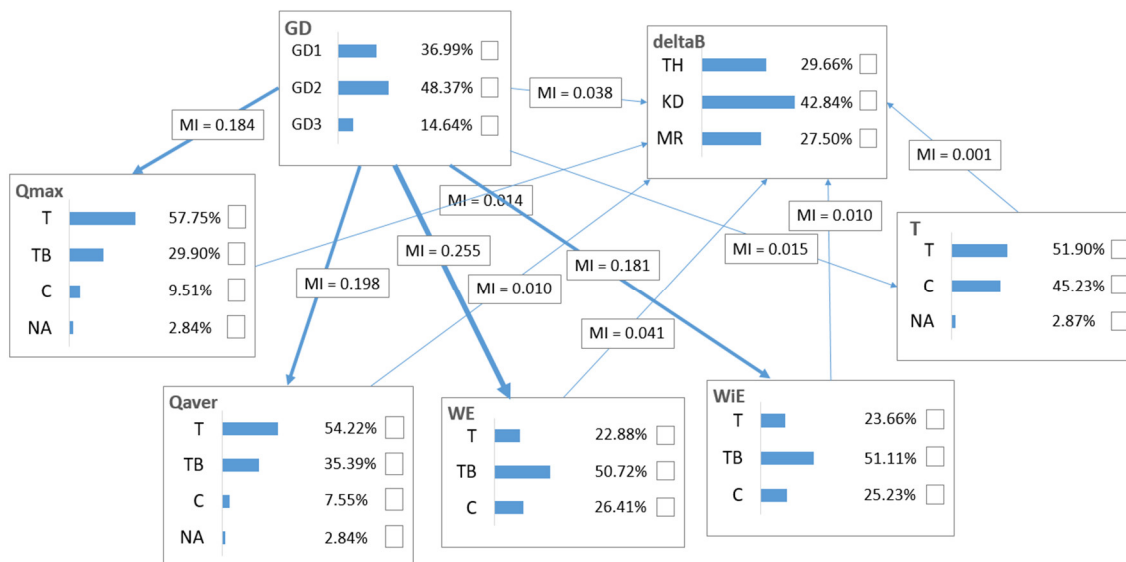 GD
GD1 36.99%
GD2 48.37%
GD3 14.64%
deltaB
TH 29.66%
KD 42.84%
MR 27.50%
MI = 0.038
MI = 0.184
MI = 0.001
Qmax
T 57.75%
TB 29.90%
C 9.51%
NA 2.84%
MI = 0.014
MI = 0.010
MI = 0.255
MI = 0.181
MI = 0.015
MI = 0.198
MI = 0.010
MI = 0.041
T
T 51.90%
C 45.23%
NA 2.87%
Qaver
T 54.22%
TB 35.39%
C 7.55%
NA 2.84%
WE
T 22.88%
TB 50.72%
C 26.41%
WiE
T 23.66%
TB 51.11%
C 25.23%